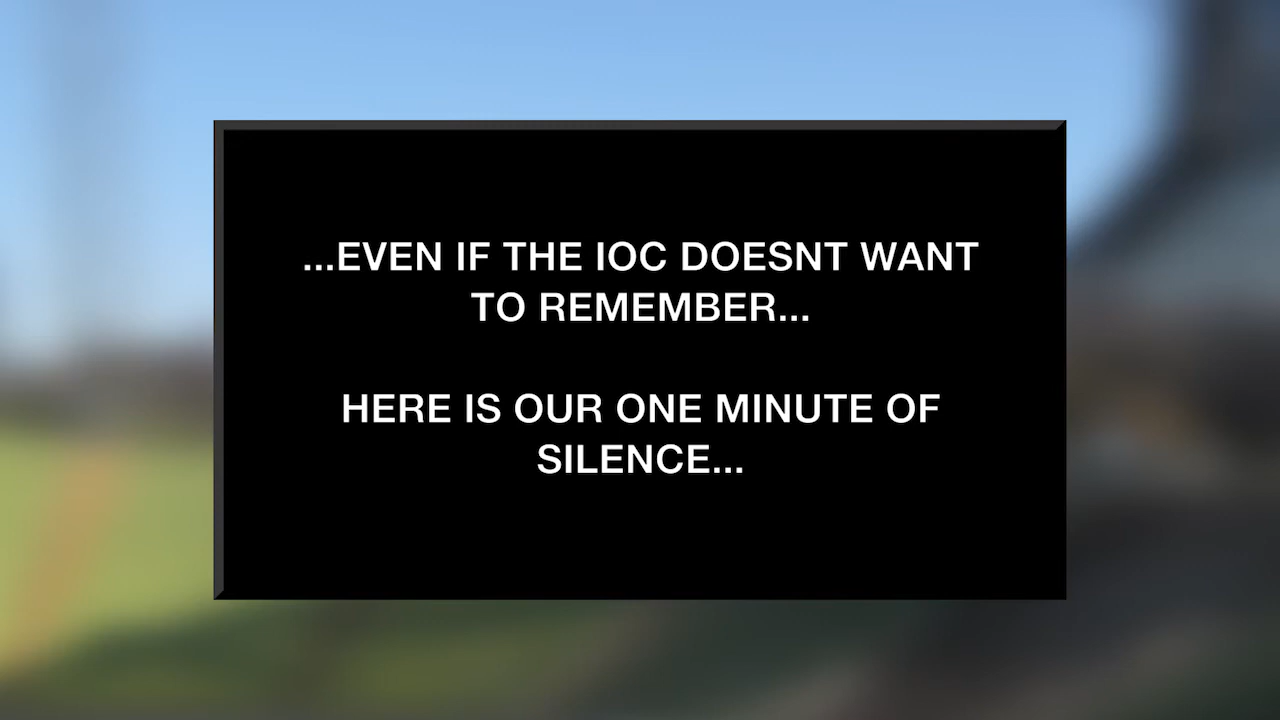 ...EVEN IF THE IOC DOESNT WANT
TO REMEMBER...
HERE IS OUR ONE MINUTE OF
SILENCE...